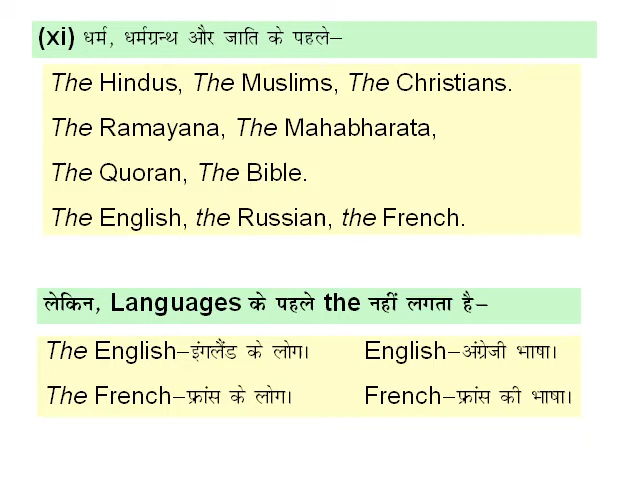 (xi) धर्म, धर्मग्रन्थ और जाति के पहले–
The Hindus, The Muslims, The Christians.
The Ramayana, The Mahabharata,
The Quoran, The Bible.
The English, the Russian, the French.
लेकिन, Languages के पहले the नहीं लगता है–
The English–इंगलैंड के लोग। English–अंग्रेजी भाषा।
The French–फ्रांस के लोग। French–फ्रांस की भाषा।